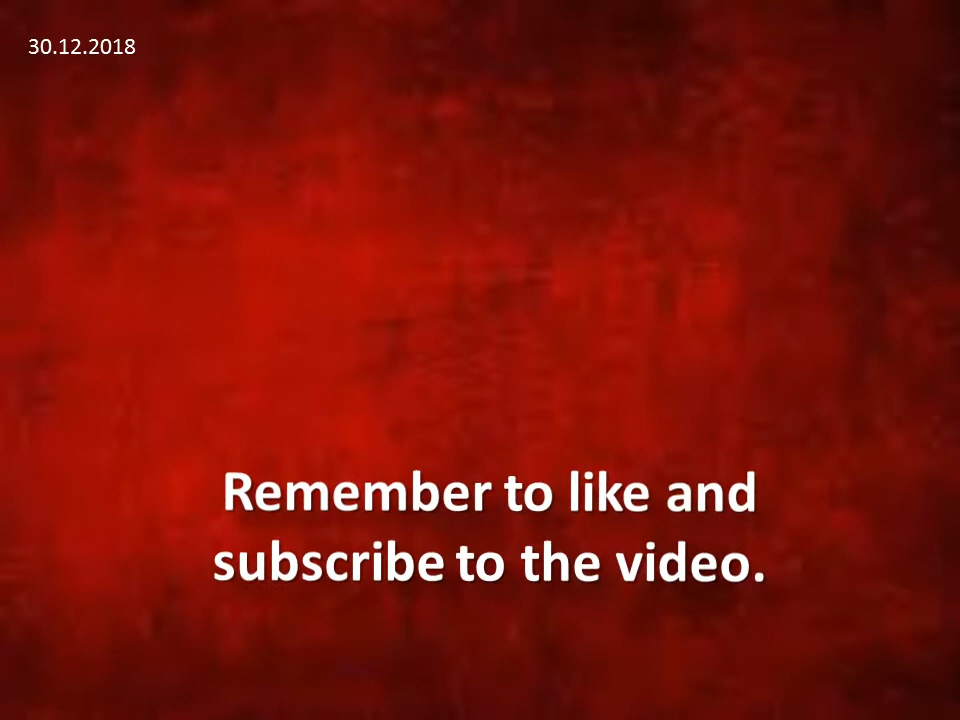 30.12.2018
Remember to like and
subscribe to the video.